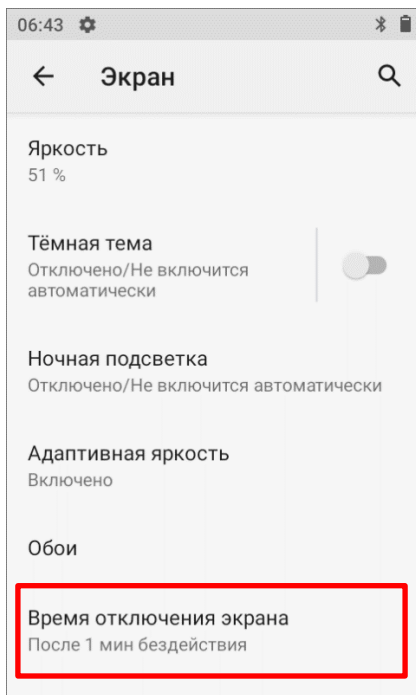 06:43
Экран
Яркость
51 %
Тёмная тема
Отключено/Не включится
автоматически
Ночная подсветка
Отключено/Не включится автоматически
Адаптивная яркость
Включено
Обои
Время отключения экрана
После 1 мин бездействия